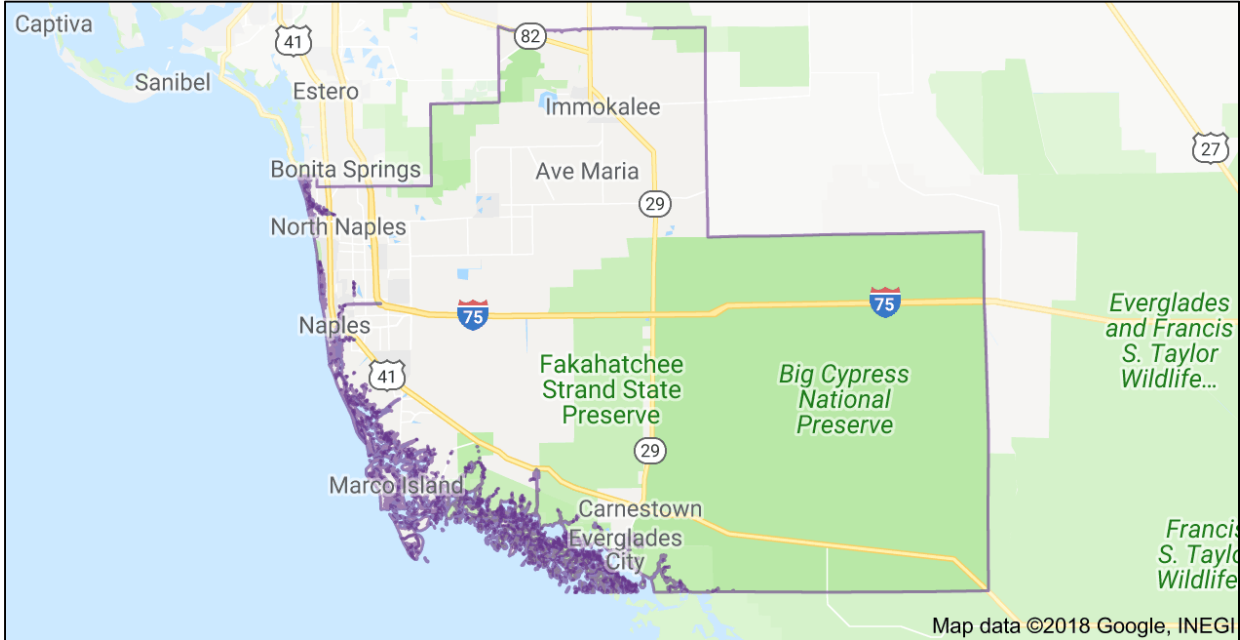 Captiva
41
82
Sanibel
Estero
Immokalee
27
Bonita Springs
Ave Maria
29
North Naples
75
75
Everglades
and Francis
S. Taylor
Wildlife...
Naples
41
Fakahatchee
Strand State
Preserve
Big Cypress
National
Preserve
29
Marco Island
Carnestown
Everglades
City
Francis
S. Taylo
Wildlife
Map data ©2018 Google, INEGI